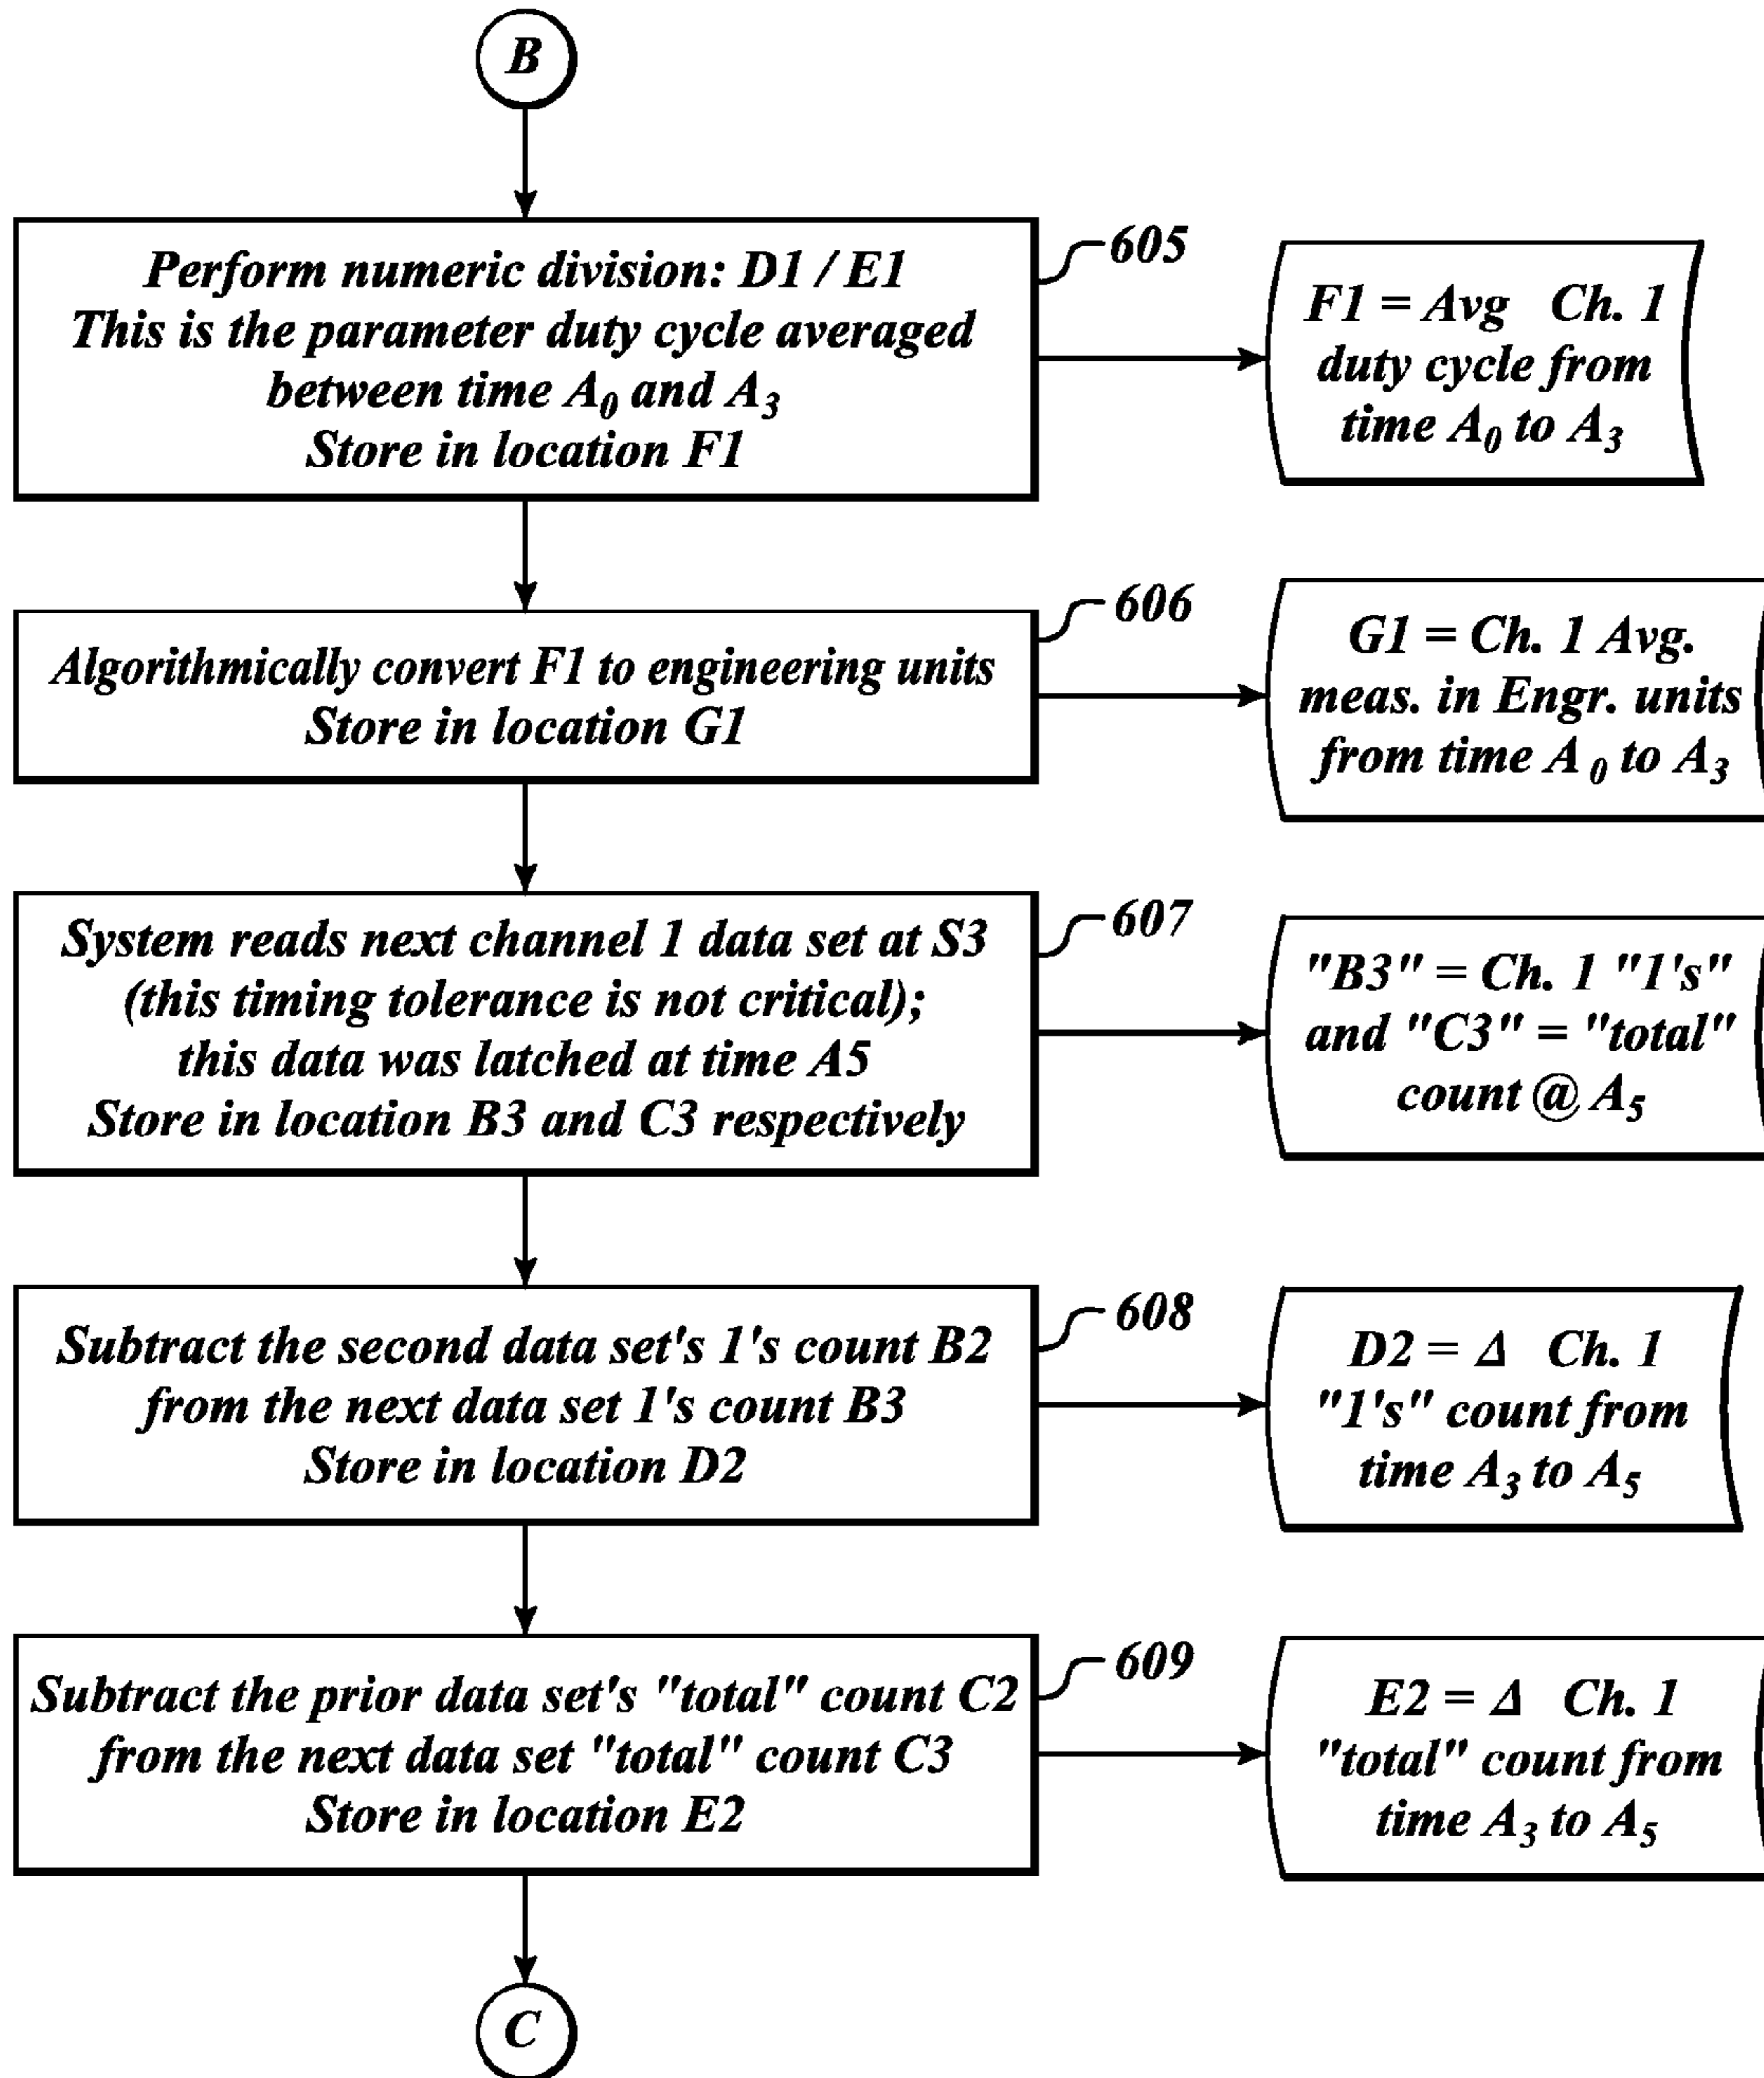 B
Perform numeric division: D1 / E1
This is the parameter duty cycle averaged
between time A0 and A3
Store in location F1
605
F1 = Avg Ch. 1
duty cycle from
time A0 to A3
Algorithmically convert F1 to engineering units
Store in location G1
606
G1 = Ch. 1 Avg.
meas. in Engr. units
from time A0 to A3
System reads next channel 1 data set at S3
(this timing tolerance is not critical);
this data was latched at time A5
Store in location B3 and C3 respectively
607
"B3" = Ch. 1 "1's"
and "C3" = "total"
count @ A5
Subtract the second data set's 1's count B2
from the next data set 1's count B3
Store in location D2
608
D2 = Δ Ch. 1
"1's" count from
time A3 to A5
Subtract the prior data set's "total" count C2
from the next data set "total" count C3
Store in location E2
609
E2 = Δ Ch. 1
"total" count from
time A3 to A5
C